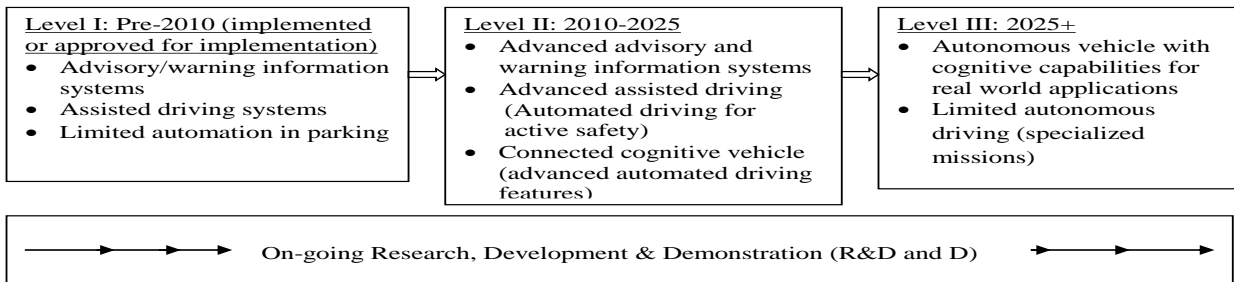 Level I: Pre-2010 (implemented
or approved for implementation)
• Advisory/warning information
systems
• Assisted driving systems
• Limited automation in parking
Level II: 2010-2025
• Advanced advisory and
warning information systems
• Advanced assisted driving
(Automated driving for
active safety)
• Connected cognitive vehicle
(advanced automated driving
features)
Level III: 2025+
• Autonomous vehicle with
cognitive capabilities for
real world applications
• Limited autonomous
driving (specialized
missions)
On-going Research, Development & Demonstration (R&D and D)